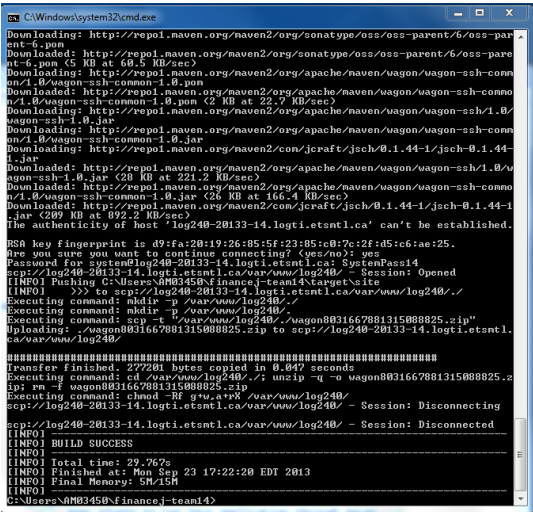 C:\Windows\system32\cmd.exe
Downloading: http://repo1.maven.org/maven2/org/sonatype/oss/oss-parent/6/oss-par
ent-6.pom
Downloaded: http://repo1.maven.org/maven2/org/sonatype/oss/oss-parent/6/oss-pare
nt-6.pom (5 KB at 60.5 KB/sec)
Downloading: http://repo1.maven.org/maven2/org/apache/maven/wagon/wagon-ssh-comm
on/1.0/wagon-ssh-common-1.0.pom
Downloaded: http://repo1.maven.org/maven2/org/apache/maven/wagon/wagon-ssh-commo
n/1.0/wagon-ssh-common-1.0.pom (2 KB at 22.7 KB/sec)
Downloading: http://repo1.maven.org/maven2/org/apache/maven/wagon/wagon-ssh/1.0/
wagon-ssh-1.0.jar
Downloading: http://repo1.maven.org/maven2/org/apache/maven/wagon/wagon-ssh-comm
on/1.0/wagon-ssh-common-1.0.jar
Downloading: http://repo1.maven.org/maven2/com/jcraft/jsch/0.1.44-1/jsch-0.1.44-
1.jar
Downloaded: http://repo1.maven.org/maven2/org/apache/maven/wagon/wagon-ssh/1.0/w
agon-ssh-1.0.jar (28 KB at 221.2 KB/sec)
Downloaded: http://repo1.maven.org/maven2/org/apache/maven/wagon/wagon-ssh-commo
n/1.0/wagon-ssh-common-1.0.jar (26 KB at 166.4 KB/sec)
Downloaded: http://repo1.maven.org/maven2/com/jcraft/jsch/0.1.44-1/jsch-0.1.44-1
.jar (209 KB at 892.2 KB/sec)
The authenticity of host 'log240-20133-14.logti.etsmtl.ca' can't be established.
RSA key fingerprint is d9:fa:20:19:26:85:5f:23:85:c0:7c:2f:d5:c6:ae:25.
Are you sure you want to continue connecting? (yes/no): yes
Password for system@log240-20133-14.logti.etsmtl.ca: SystemPass14
scp://log240-20133-14.logti.etsmtl.ca/var/www/log240/ - Session: Opened
[INFO] Pushing C:\Users\AM03450\financej-team14\target\site
[INFO]    >>> to scp://log240-20133-14.logti.etsmtl.ca/var/www/log240/./
Executing command: mkdir -p /var/www/log240/./
Executing command: mkdir -p /var/www/log240/.
Executing command: scp -t "/var/www/log240/./wagon8031667881315088825.zip"
Uploading: ./wagon8031667881315088825.zip to scp://log240-20133-14.logti.etsmtl.
ca/var/www/log240/
####################################################################
Transfer finished. 277201 bytes copied in 0.047 seconds
Executing command: cd /var/www/log240/./; unzip -q -o wagon8031667881315088825.z
ip; rm -f wagon8031667881315088825.zip
Executing command: chmod -Rf g+w,a+rX /var/www/log240/
scp://log240-20133-14.logti.etsmtl.ca/var/www/log240/ - Session: Disconnecting
scp://log240-20133-14.logti.etsmtl.ca/var/www/log240/ - Session: Disconnected
[INFO] ------------------------------------------------------------------------
[INFO] BUILD SUCCESS
[INFO] ------------------------------------------------------------------------
[INFO] Total time: 29.767s
[INFO] Finished at: Mon Sep 23 17:22:20 EDT 2013
[INFO] Final Memory: 5M/15M
[INFO] ------------------------------------------------------------------------
C:\Users\AM03450\financej-team14>